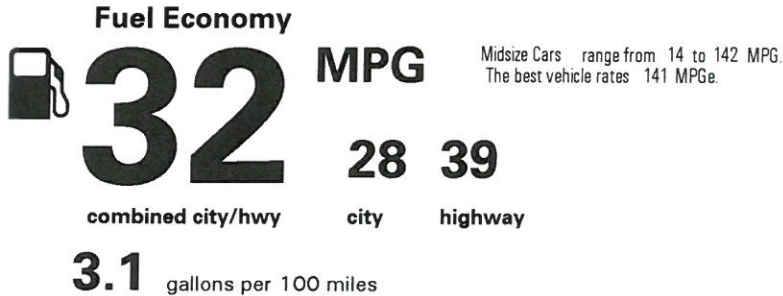 Fuel Economy
32 MPG
Midsize Cars range from 14 to 142 MPG.
The best vehicle rates 141 MPGe.
28 39
combined city/hwy city highway
3.1 gallons per 100 miles